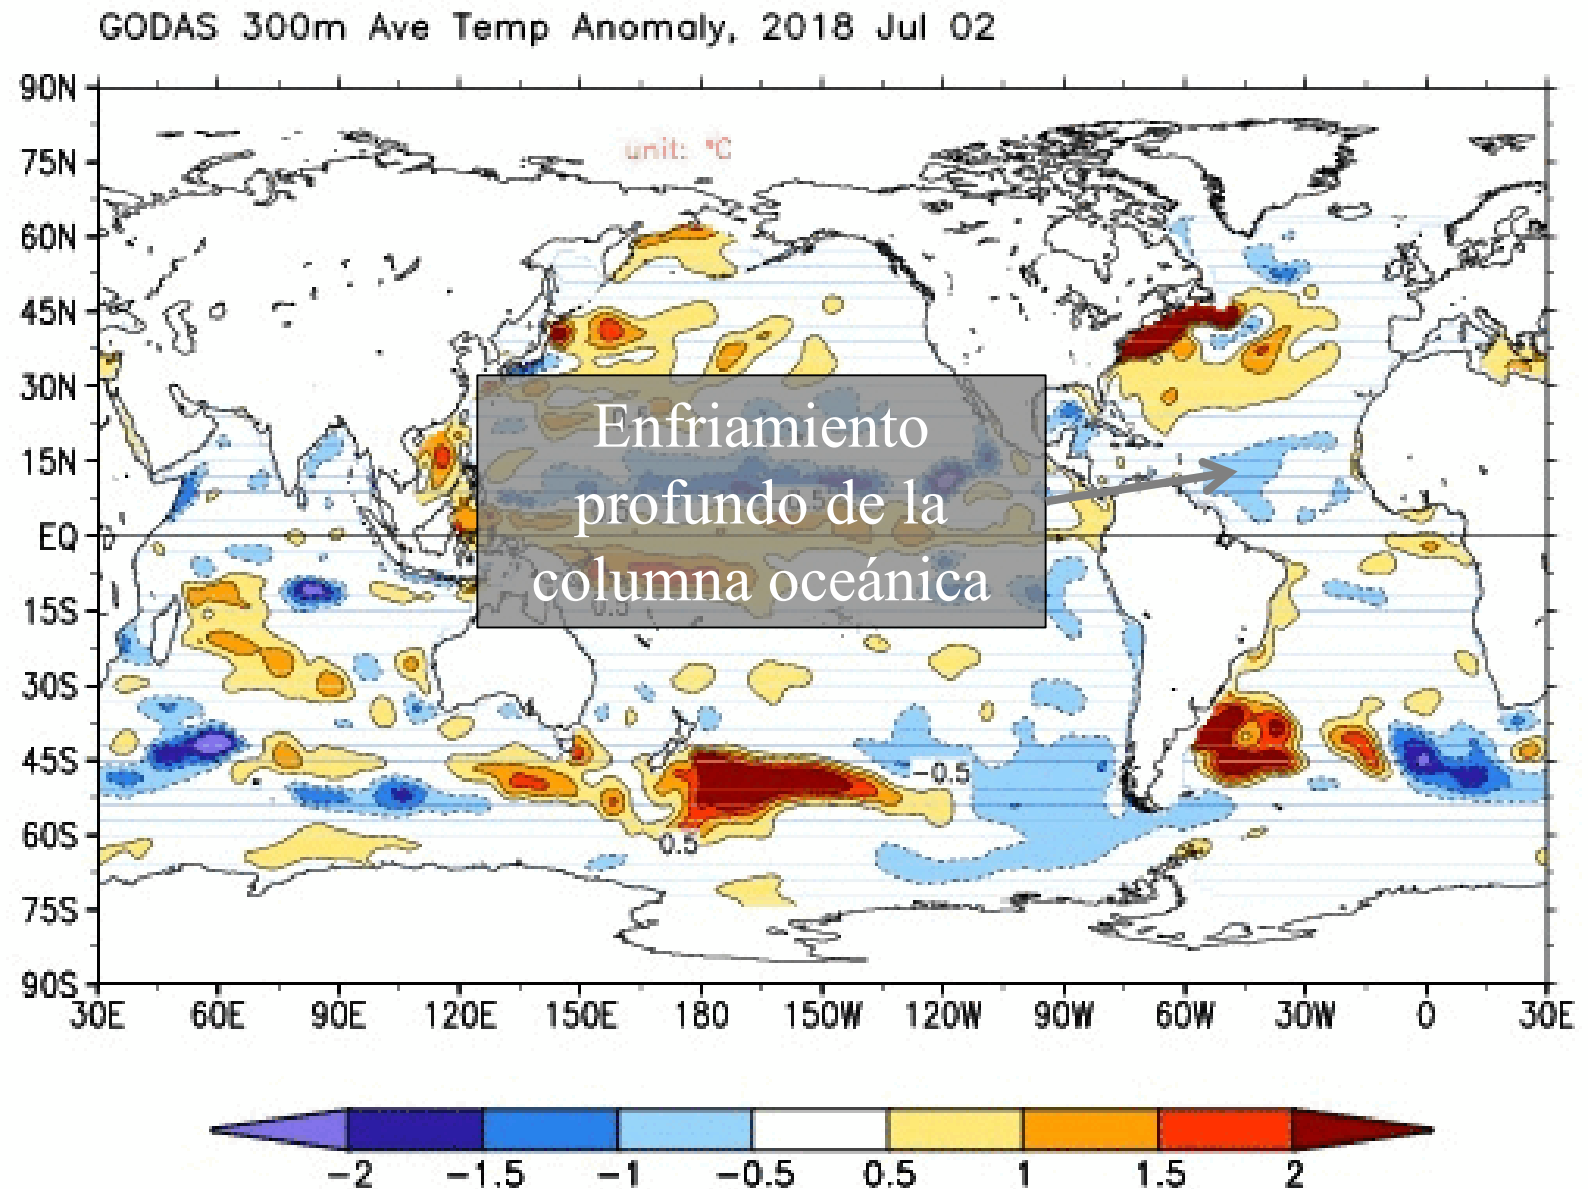 GODAS 300m Ave Temp Anomaly, 2018 Jul 02
90N
75N
60N
45N
30N
15N
EQ
15S
30S
45S
60S
75S
90S
unit: °C
Enfriamiento
profundo de la
columna oceánica
0.5
-0.5
0.5
30E 60E 90E 120E 150E 180 150W 120W 90W 60W 30W 0 30E
-2 -1.5 -1 -0.5 0.5 1 1.5 2